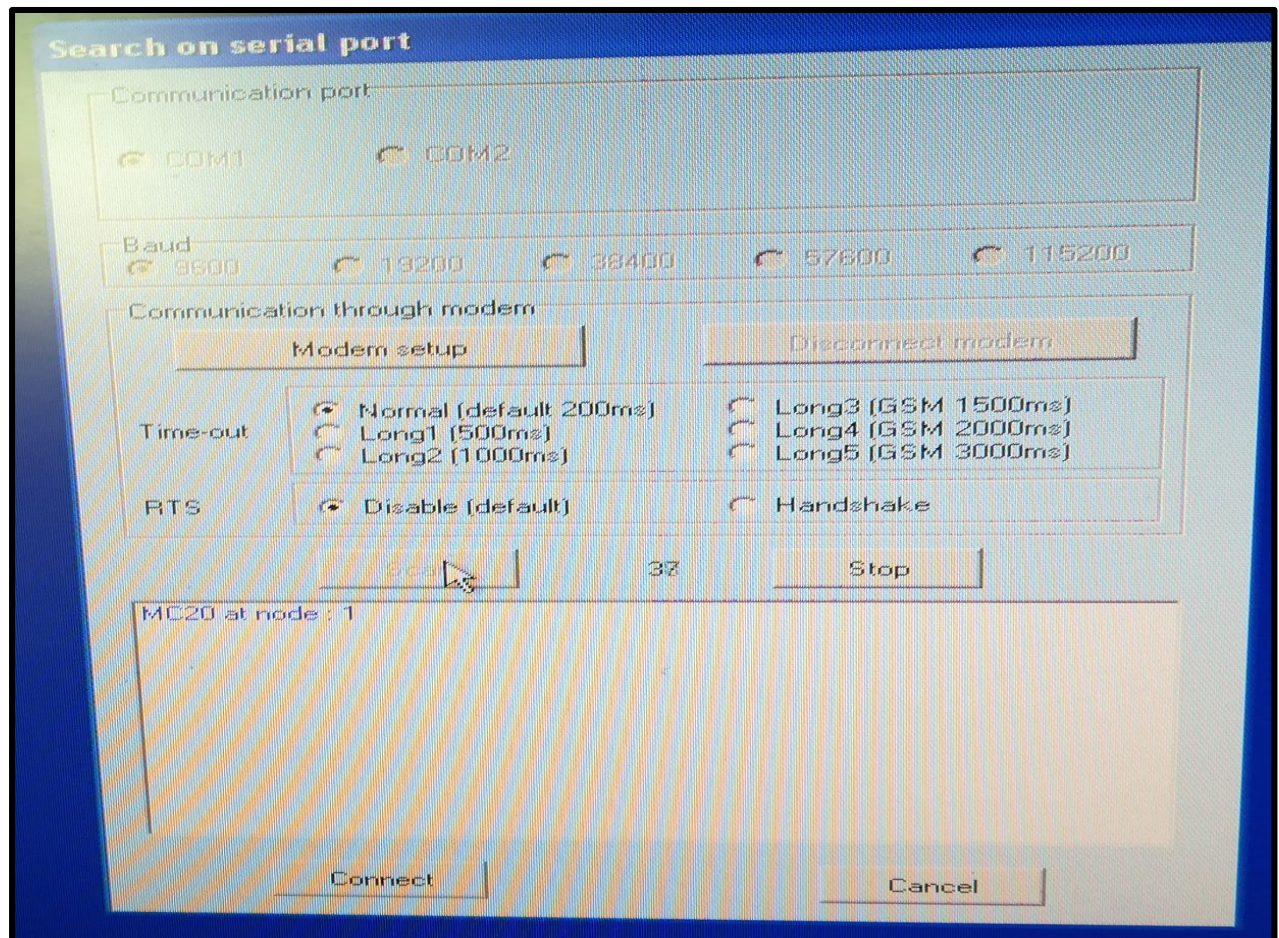 Search on serial port
Communication port
COM1 COM2
Baud
9600 19200 38400 57600 115200
Communication through modem
Modem setup Disconnect modem
Time-out
Normal (default 200ms) Long3 (GSM 1500ms)
Long1 (500ms) Long4 (GSM 2000ms)
Long2 (1000ms) Long5 (GSM 3000ms)
RTS Disable (default) Handshake
Scan 37 Stop
MC20 at node : 1
Connect Cancel